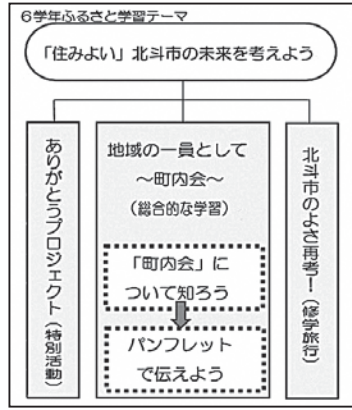 ６学年ふるさと学習テーマ
「住みよい」北斗市の未来を考えよう
ありがとうプロジェクト（特別活動）
地域の一員として
～町内会～
（総合的な学習）
「町内会」に
ついて知ろう
パンフレット
で伝えよう
北斗市のよさ再考！（修学旅行）